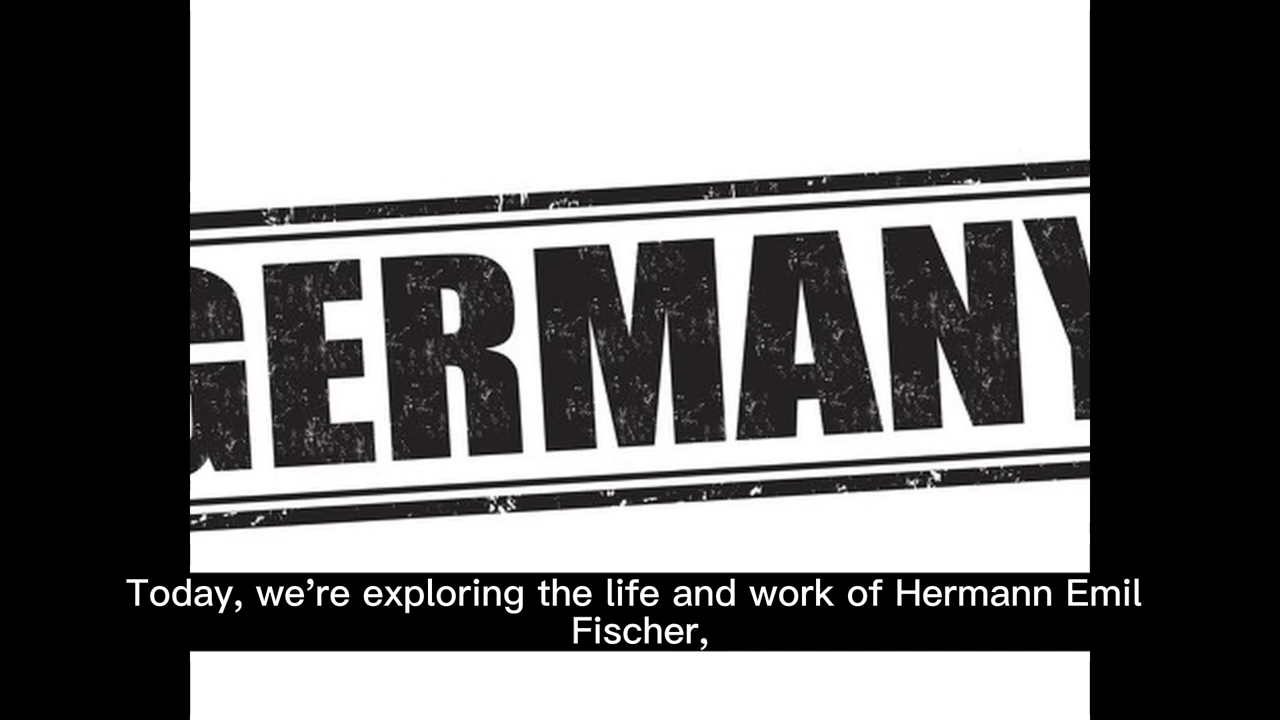 GERMANY
Today, we’re exploring the life and work of Hermann Emil
Fischer,